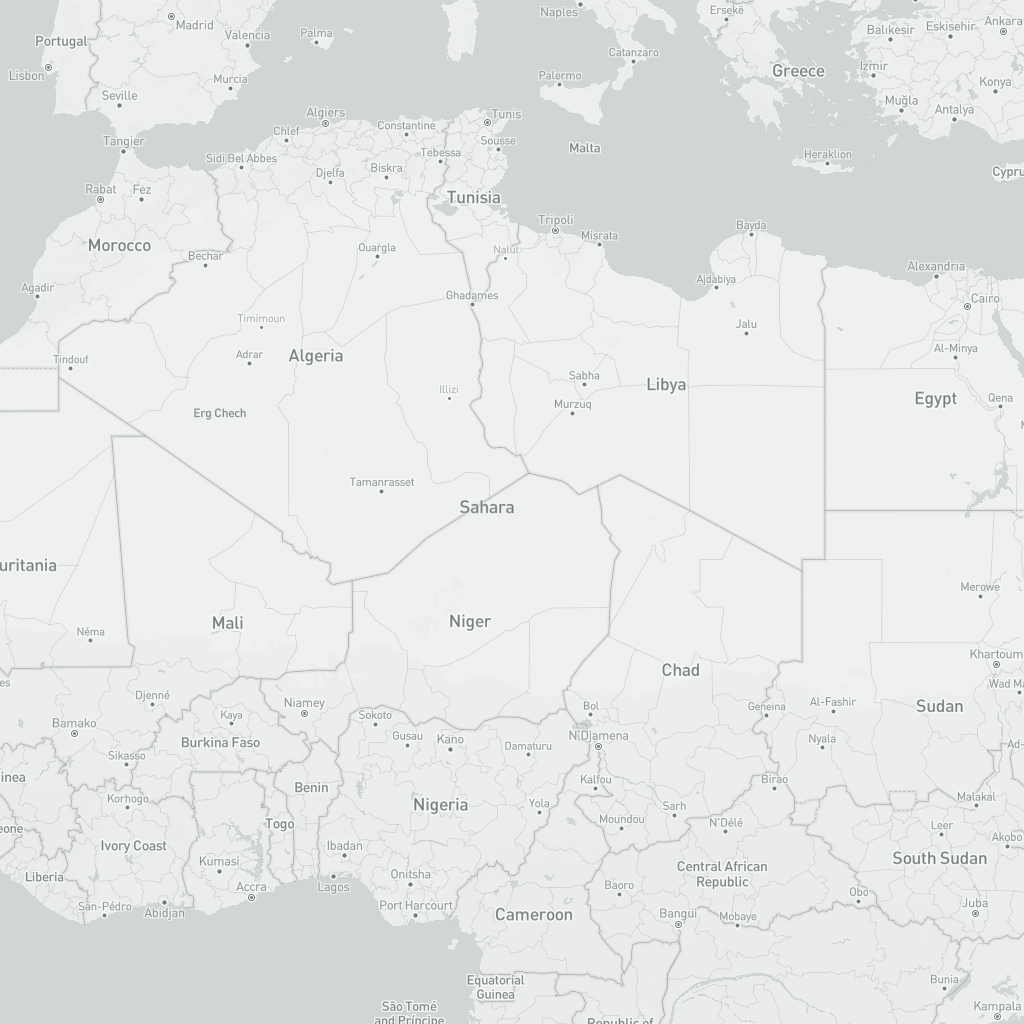 Naples
Ersekë
Ankara
Madrid
Eskisehir
Balıkesir
Valencia
Palma
Portugal
Catanzaro
Izmir
Greece
Lisbon
Palermo
Konya
Murcia
Seville
Muğla
Antalya
Algiers
Tunis
Constantine
Chlef
Tangier
Sousse
Malta
Tebessa
Heraklion
Sidi Bel Abbes
Biskra
Djelfa
Cypru
Rabat
Fez
Tunisia
Tripoli
Bayda
Misrata
Morocco
Ouargla
Nalut
Bechar
Alexandria
Ajdabiya
Agadir
Ghadames
Cairo
Timimoun
Jalu
Al-Minya
Adrar
Algeria
Tindouf
Sabha
Libya
Illizi
Egypt
Qena
Murzuq
Erg Chech
Tamanrasset
Sahara
uritania
Merowe
Niger
Mali
Néma
Khartoum
Chad
es
Wad Ma
Djenné
Niamey
Bol
Geneina
Al-Fashir
Sudan
Kaya
Sokoto
Bamako
Gusau
Kano
N'Djamena
Nyala
Burkina Faso
Damaturu
Ad-
Sikasso
inea
Birao
Kalfou
Benin
Korhogo
Nigeria
Yola
Sarh
Malakal
Moundou
N'Délé
Togo
Leer
eone
Akobo
Ivory Coast
Ibadan
Kumasi
South Sudan
Central African
Republic
Liberia
Onitsha
Lagos
Accra
Baoro
Obo
San-Pédro
Abidjan
Port Harcourt
Cameroon
Bangui
Mobaye
Juba
Equatorial
Guinea
Bunia
São Tomé
and Príncipe
Kampala
Republic of